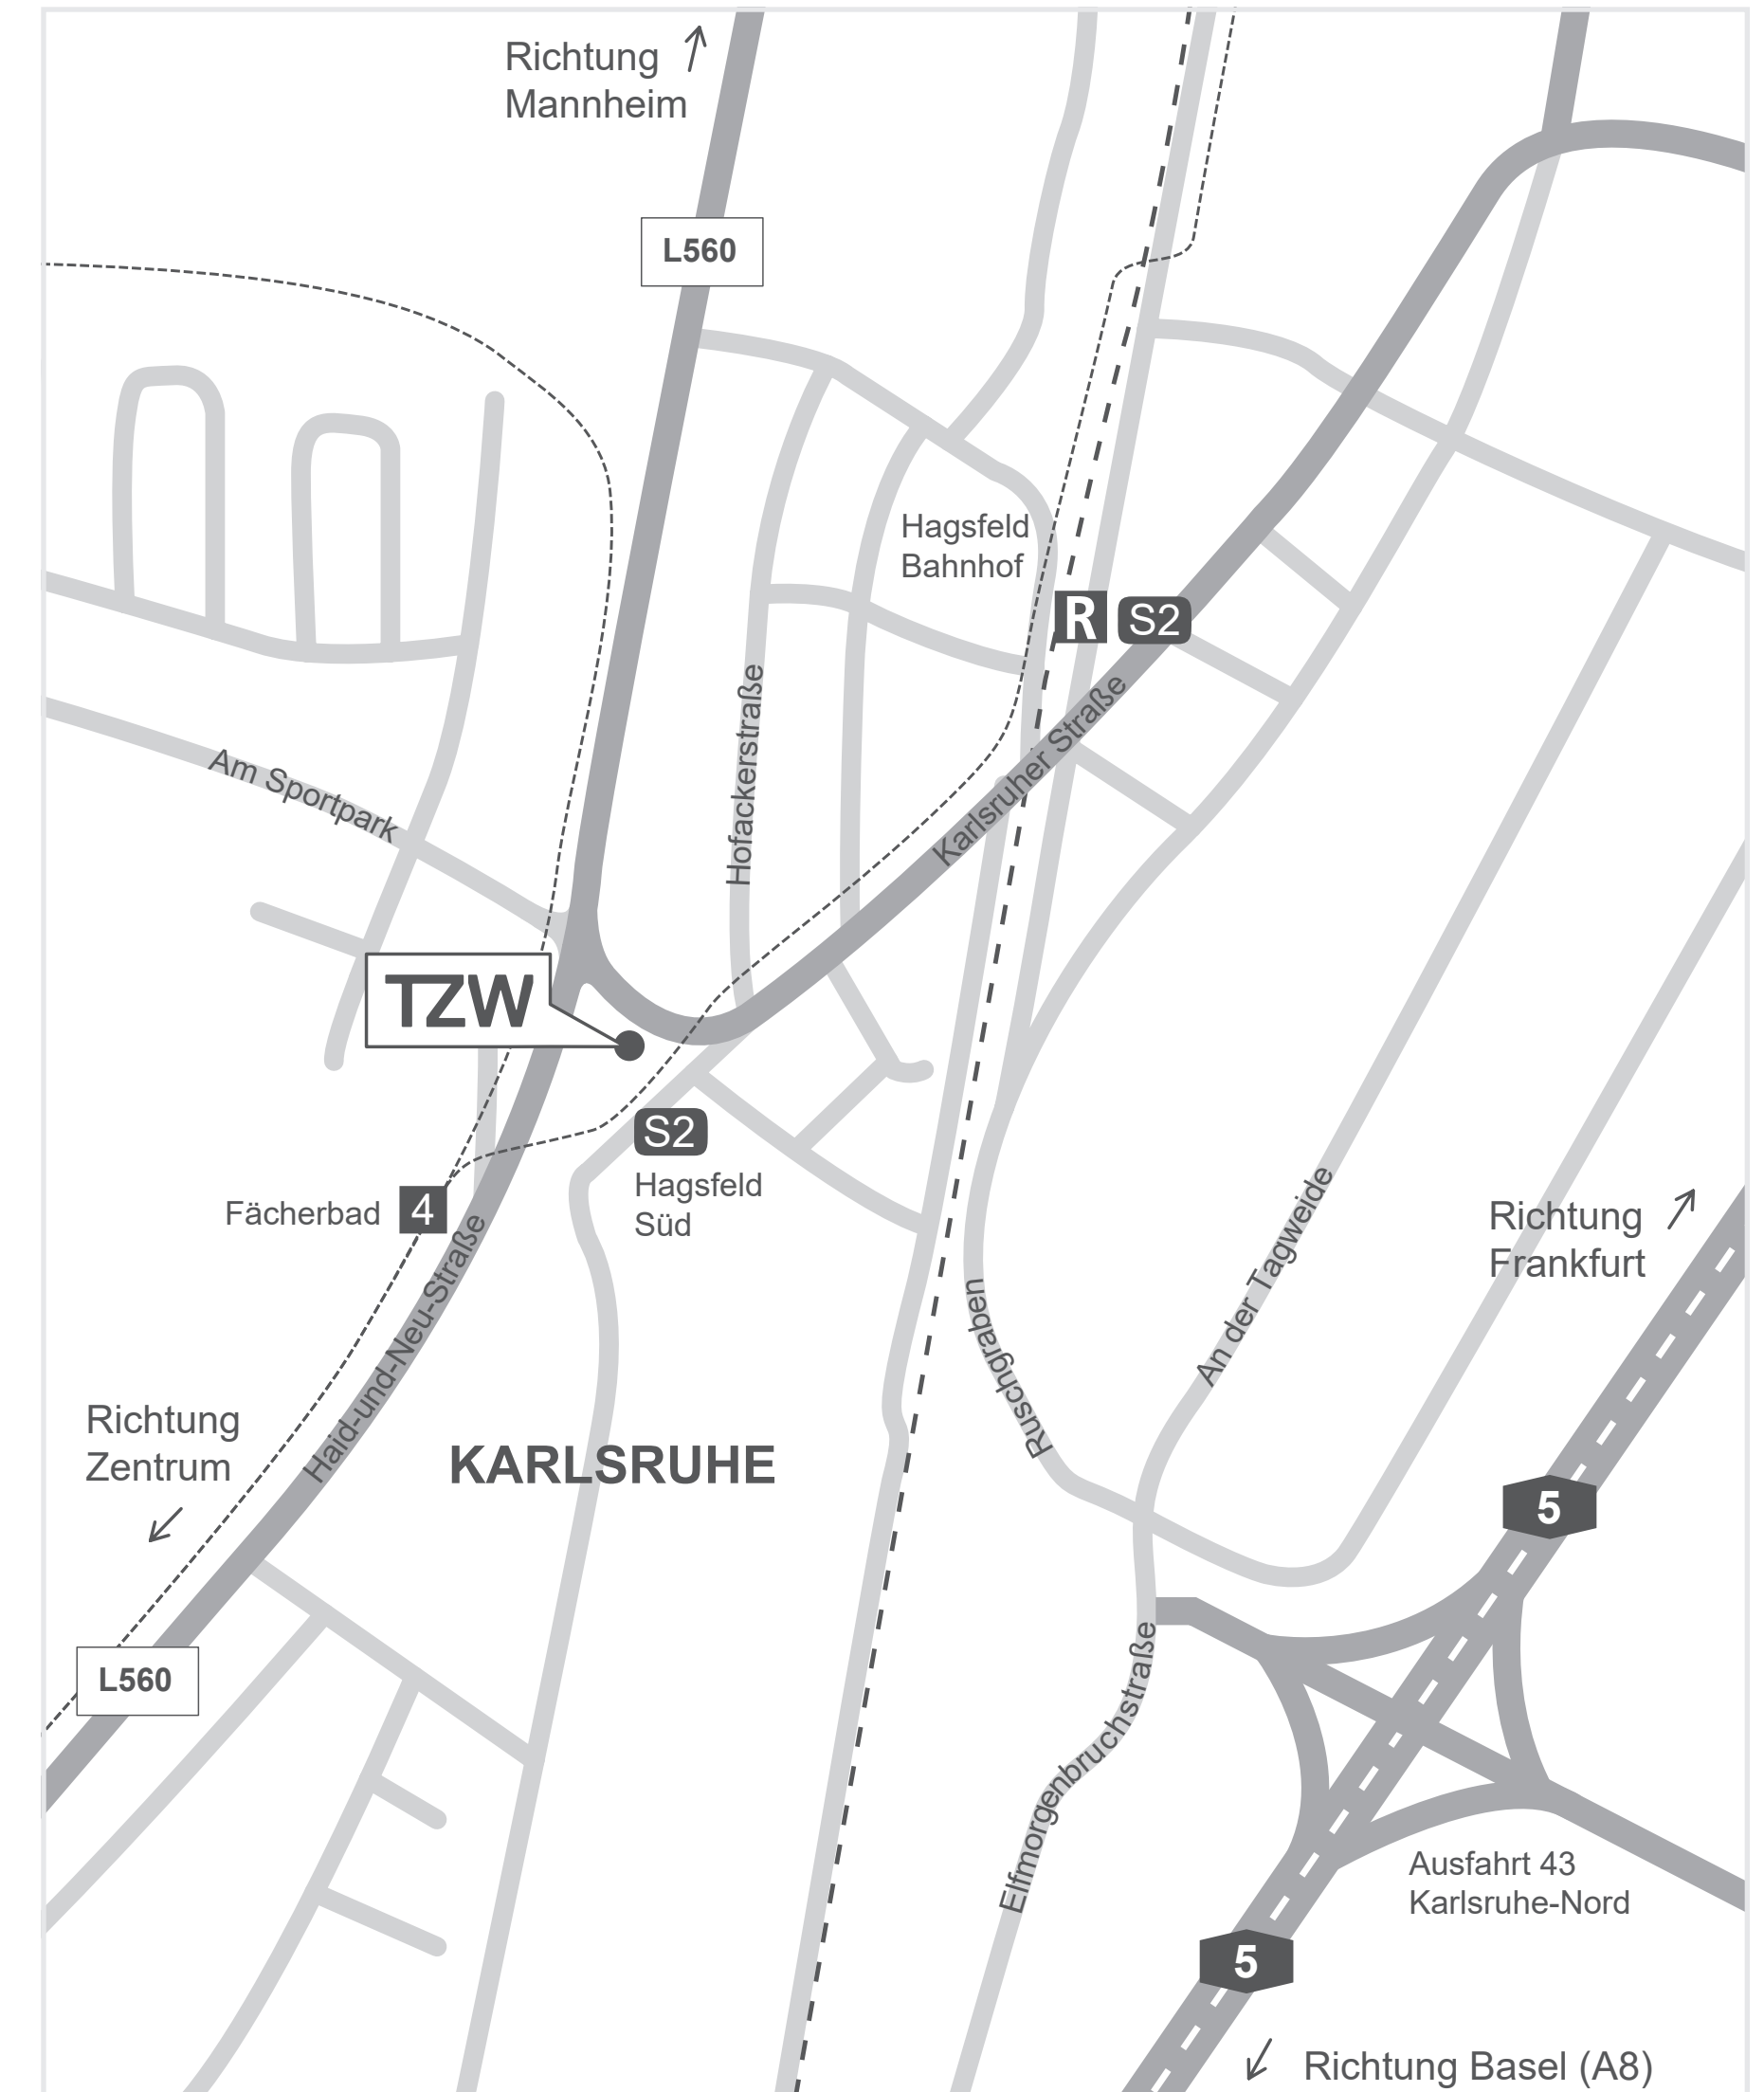 Richtung
Mannheim
L560
Hagsfeld
Bahnhof
R
S2
Am Sportpark
Hofackerstraße
Karlsruher Straße
TZW
S2
Hagsfeld
Süd
Fächerbad
4
Haid-und-Neu-Straße
Ruschgraben
An der Tagweide
Richtung
Frankfurt
Richtung
Zentrum
KARLSRUHE
5
L560
Elfmorgenbruchstraße
Ausfahrt 43
Karlsruhe-Nord
5
Richtung Basel (A8)